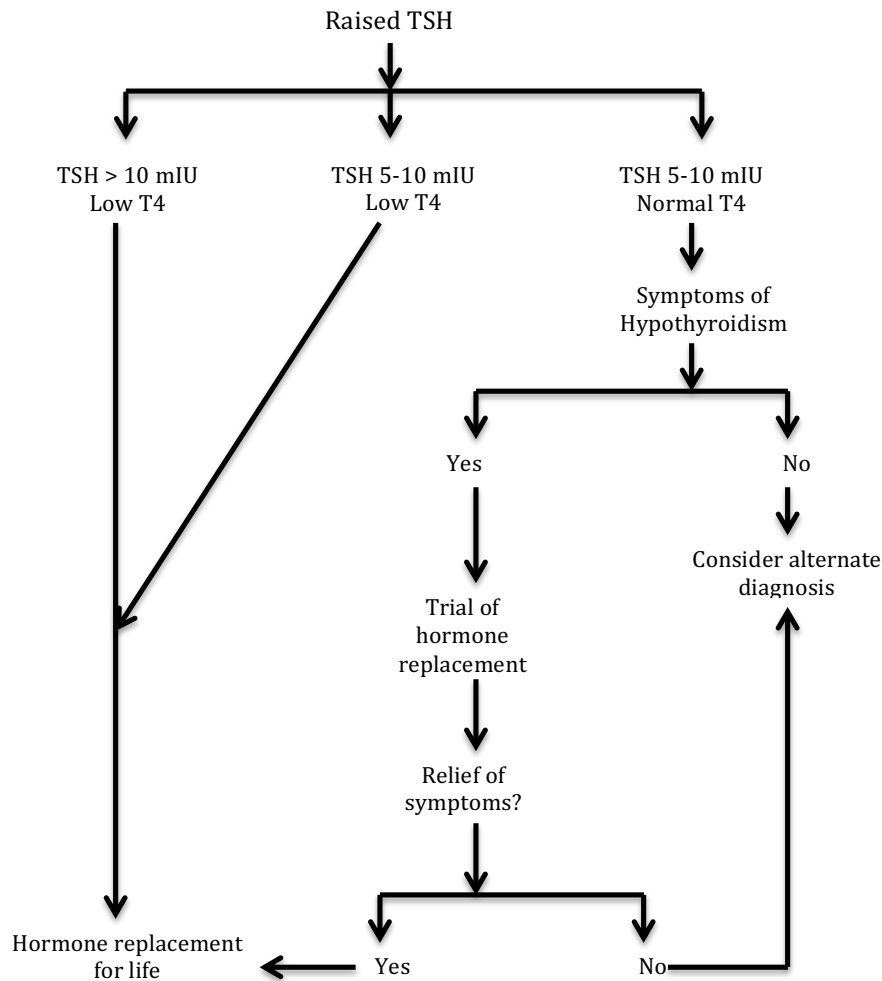 Raised TSH
TSH > 10 mIU
Low T4
TSH 5-10 mIU
Low T4
TSH 5-10 mIU
Normal T4
Symptoms of
Hypothyroidism
Yes
No
Consider alternate
diagnosis
Trial of
hormone
replacement
Relief of
symptoms?
Hormone replacement
for life
Yes
No